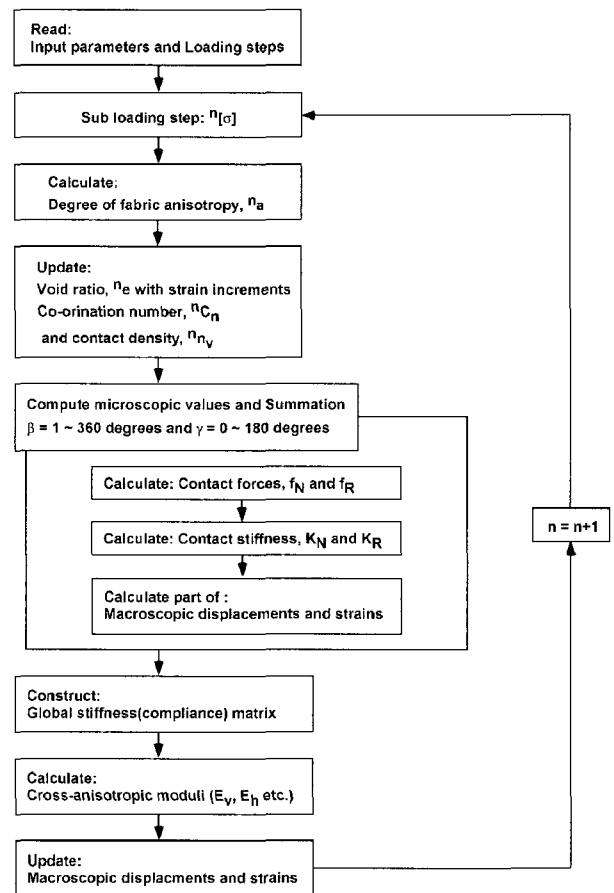 Read:
Input parameters and Loading steps
Sub loading step: n[σ]
Calculate:
Degree of fabric anisotropy, na
Update:
Void ratio, ne with strain increments
Co-orination number, nCn
and contact density, nnv
Compute microscopic values and Summation
β = 1 ~ 360 degrees and γ = 0 ~ 180 degrees
Calculate: Contact forces, fN and fR
Calculate: Contact stiffness, KN and KR
n = n+1
Calculate part of :
Macroscopic displacements and strains
Construct:
Global stiffness(compliance) matrix
Calculate:
Cross-anisotropic moduli (Ev, Eh etc.)
Update:
Macroscopic displacments and strains